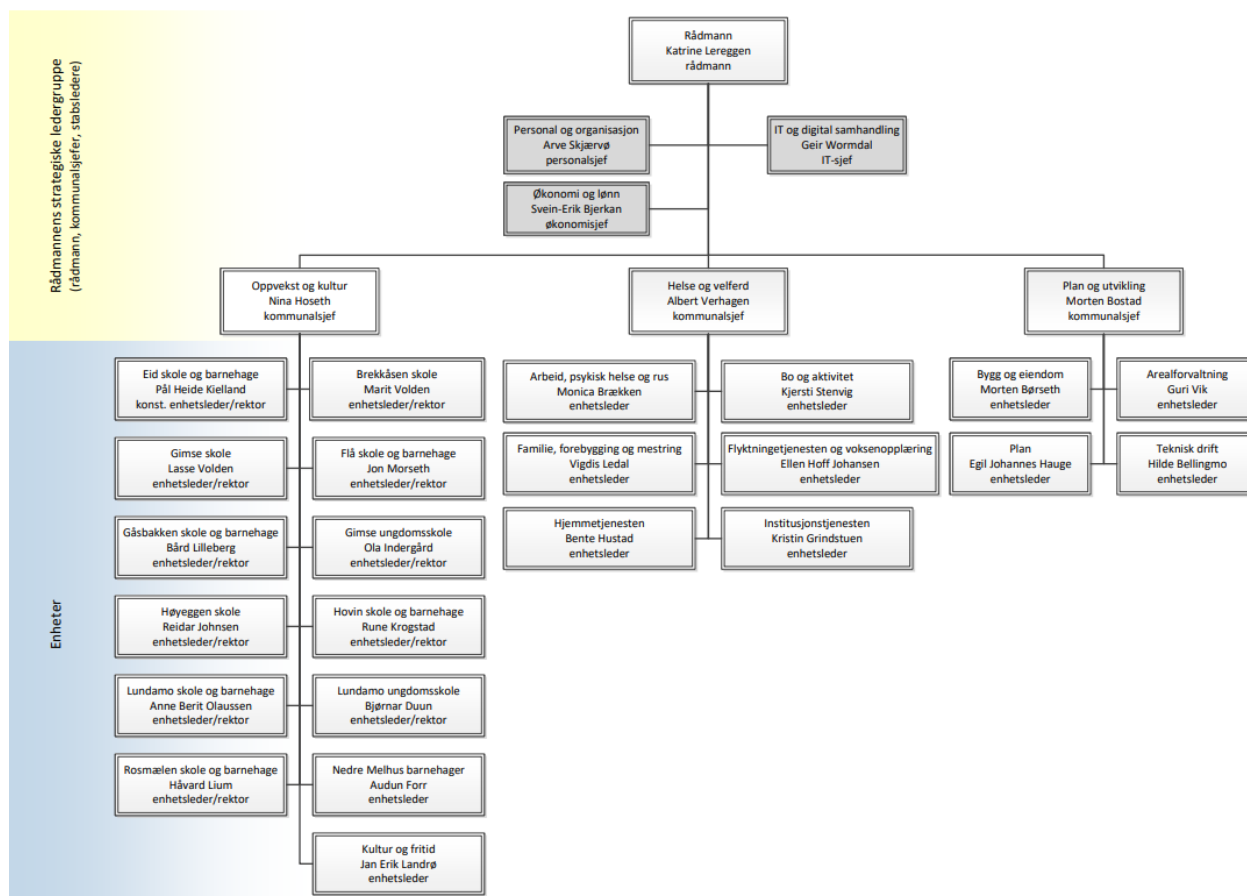 Rådmannens strategiske ledergruppe
(rådmann, kommunalsjefer, stabsledere)
Rådmann
Katrine Lereggen
rådmann
Personal og organisasjon
Arve Skjærvø
personalsjef
IT og digital samhandling
Geir Wormdal
IT-sjef
Økonomi og lønn
Svein-Erik Bjerkan
økonomisjef
Oppvekst og kultur
Nina Hoseth
kommunalsjef
Helse og velferd
Albert Verhagen
kommunalsjef
Plan og utvikling
Morten Bostad
kommunalsjef
Enheter
Eid skole og barnehage
Pål Heide Kielland
konst. enhetsleder/rektor
Brekkåsen skole
Marit Volden
enhetsleder/rektor
Gimse skole
Lasse Volden
enhetsleder/rektor
Flå skole og barnehage
Jon Morseth
enhetsleder/rektor
Gåsbakken skole og barnehage
Bård Lilleberg
enhetsleder/rektor
Gimse ungdomsskole
Ola Indergård
enhetsleder/rektor
Høyeggen skole
Reidar Johnsen
enhetsleder/rektor
Hovin skole og barnehage
Rune Krogstad
enhetsleder/rektor
Lundamo skole og barnehage
Anne Berit Olaussen
enhetsleder/rektor
Lundamo ungdomsskole
Bjørnar Duun
enhetsleder/rektor
Rosmælen skole og barnehage
Håvard Lium
enhetsleder/rektor
Nedre Melhus barnehager
Audun Forr
enhetsleder
Kultur og fritid
Jan Erik Landrø
enhetsleder
Arbeid, psykisk helse og rus
Monica Brækken
enhetsleder
Bo og aktivitet
Kjersti Stenvig
enhetsleder
Familie, forebygging og mestring
Vigdis Ledal
enhetsleder
Flyktningetjenesten og voksenopplæring
Ellen Hoff Johansen
enhetsleder
Hjemmetjenesten
Bente Hustad
enhetsleder
Institusjonstjenesten
Kristin Grindstuen
enhetsleder
Bygg og eiendom
Morten Børseth
enhetsleder
Arealforvaltning
Guri Vik
enhetsleder
Plan
Egil Johannes Hauge
enhetsleder
Teknisk drift
Hilde Bellingmo
enhetsleder